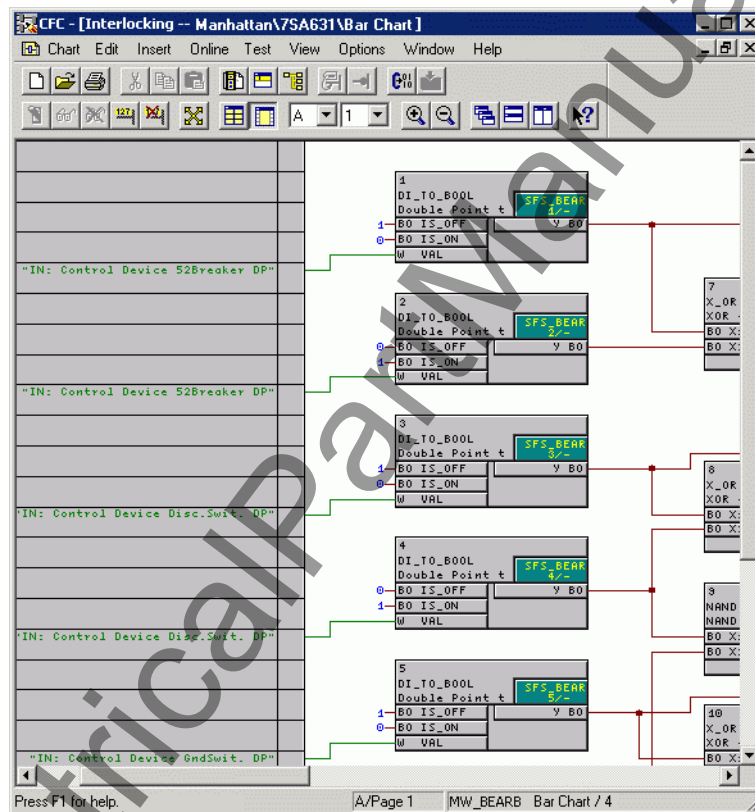 CFC - [Interlocking -- Manhattan\7SA631\Bar Chart]
Chart Edit Insert Online Test View Options Window Help
A 1
1
DI_TO_BOOL
Double Point t SFS_BEAR
1/-
1 BO IS_OFF Y BO
0 BO IS_ON
W VAL
"IN: Control Device 52Breaker DP"
2
DI_TO_BOOL
Double Point t SFS_BEAR
2/-
0 BO IS_OFF Y BO
1 BO IS_ON
W VAL
"IN: Control Device 52Breaker DP"
7
X_OR
XOR -
BO X:
BO X:
3
DI_TO_BOOL
Double Point t SFS_BEAR
3/-
1 BO IS_OFF Y BO
0 BO IS_ON
W VAL
"IN: Control Device Disc.Swit. DP"
8
X_OR
XOR -
BO X:
BO X:
4
DI_TO_BOOL
Double Point t SFS_BEAR
4/-
0 BO IS_OFF Y BO
1 BO IS_ON
W VAL
"IN: Control Device Disc.Swit. DP"
9
NAND
NAND
BO X:
BO X:
5
DI_TO_BOOL
Double Point t SFS_BEAR
5/-
1 BO IS_OFF Y BO
0 BO IS_ON
W VAL
"IN: Control Device GndSwit. DP"
10
X_OR
XOR -
BO X:
Press F1 for help. A/Page 1 MW_BEARB Bar Chart / 4